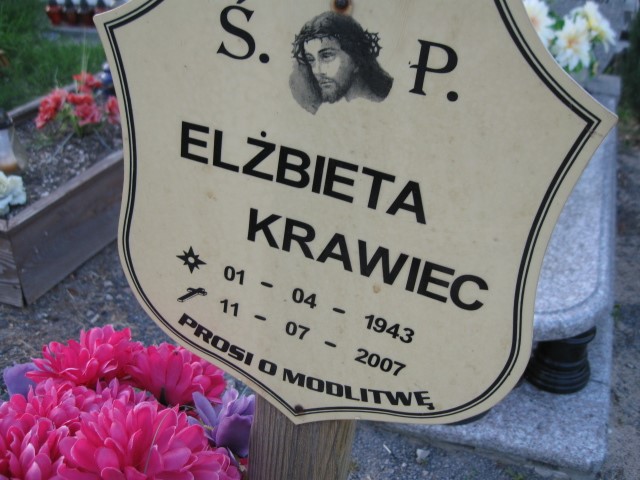 Ś. P.
ELŻBIETA
KRAWIEC
01 - 04 - 1943
11 - 07 - 2007
PROSI O MODLITWĘ